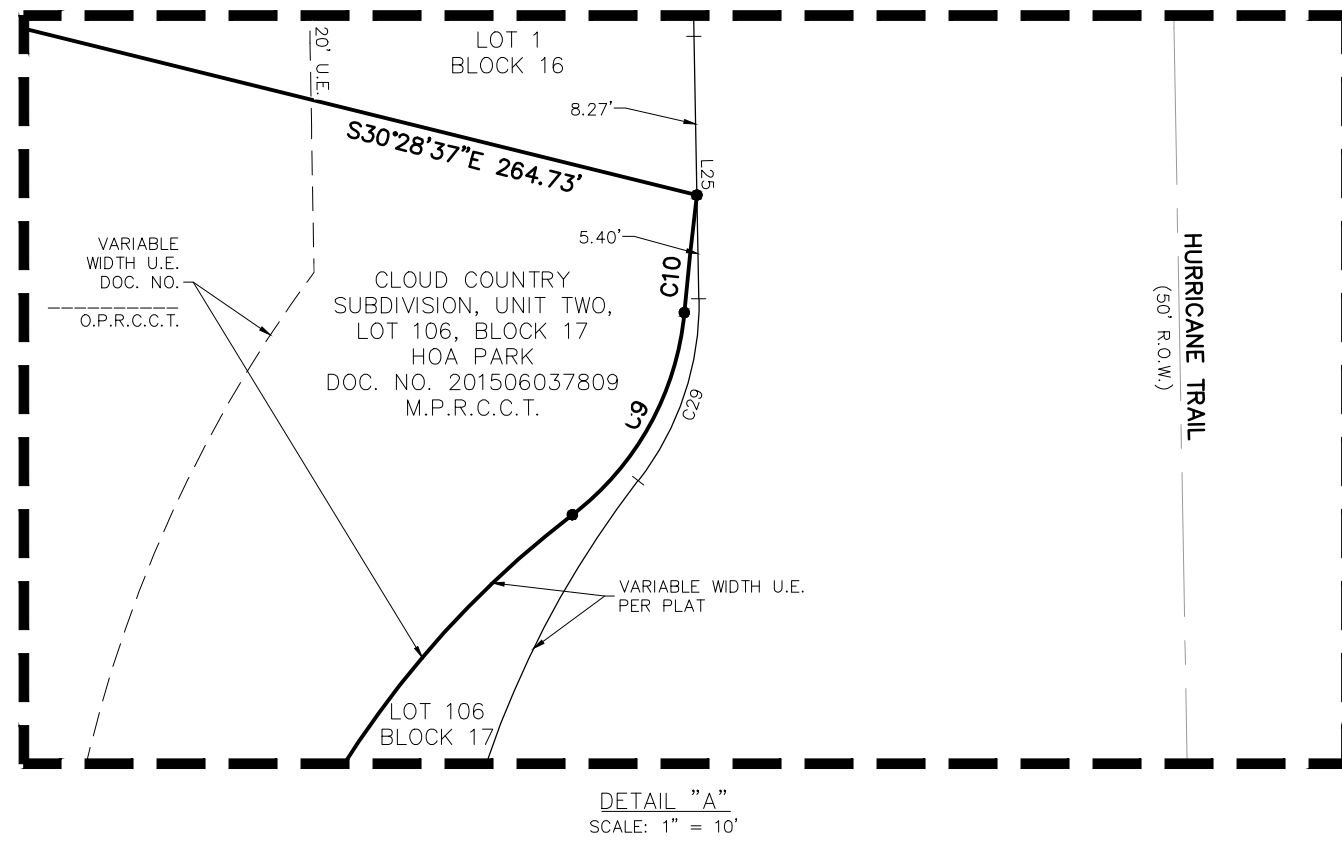 20' U.E.
LOT 1
BLOCK 16
8.27'
S30°28'37"E 264.73'
L25
5.40'
VARIABLE
WIDTH U.E.
DOC. NO.
___________
O.P.R.C.C.T.
C10
CLOUD COUNTRY
SUBDIVISION, UNIT TWO,
LOT 106, BLOCK 17
HOA PARK
DOC. NO. 201506037809
M.P.R.C.C.T.
HURRICANE TRAIL
(50' R.O.W.)
C9
C29
VARIABLE WIDTH U.E.
PER PLAT
LOT 106
BLOCK 17
DETAIL "A"
SCALE: 1" = 10'